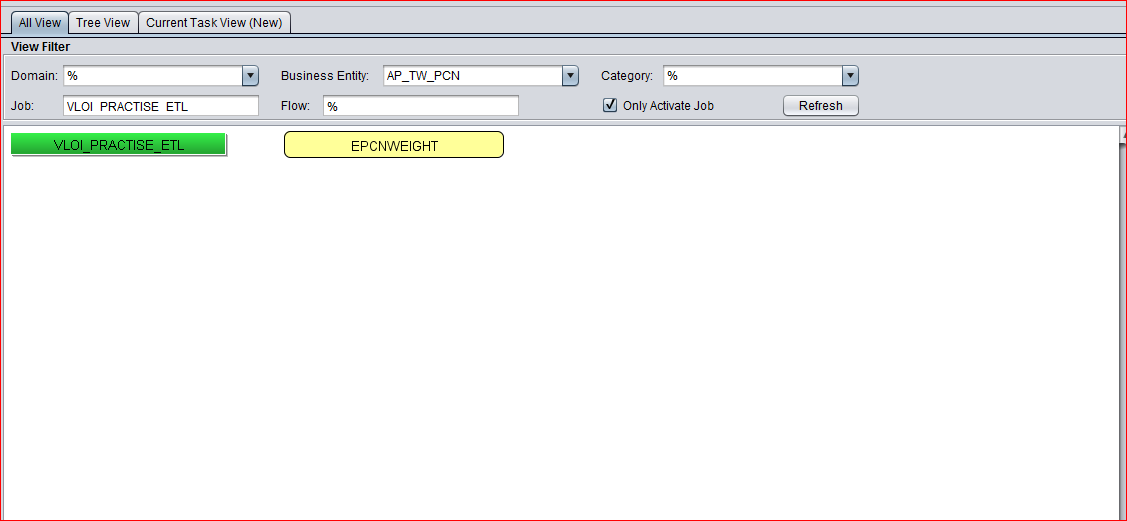 All View Tree View Current Task View (New)
View Filter
Domain: % Business Entity: AP_TW_PCN Category: %
Job: VLOI_PRACTISE_ETL Flow: % Only Activate Job Refresh
VLOI_PRACTISE_ETL EPCNWEIGHT